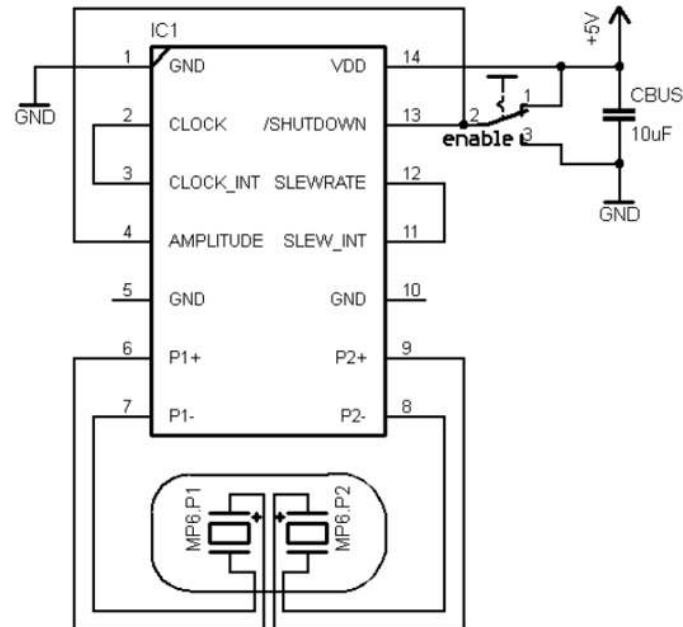 IC1
+5V
1 GND VDD 14
CBUS
10uF
GND
2 CLOCK /SHUTDOWN 13
2 1
enable 3
3 CLOCK_INT SLEWRATE 12
GND
4 AMPLITUDE SLEW_INT 11
5 GND GND 10
6 P1+ P2+ 9
7 P1- P2- 8
MP6.P1 + + MP6.P2